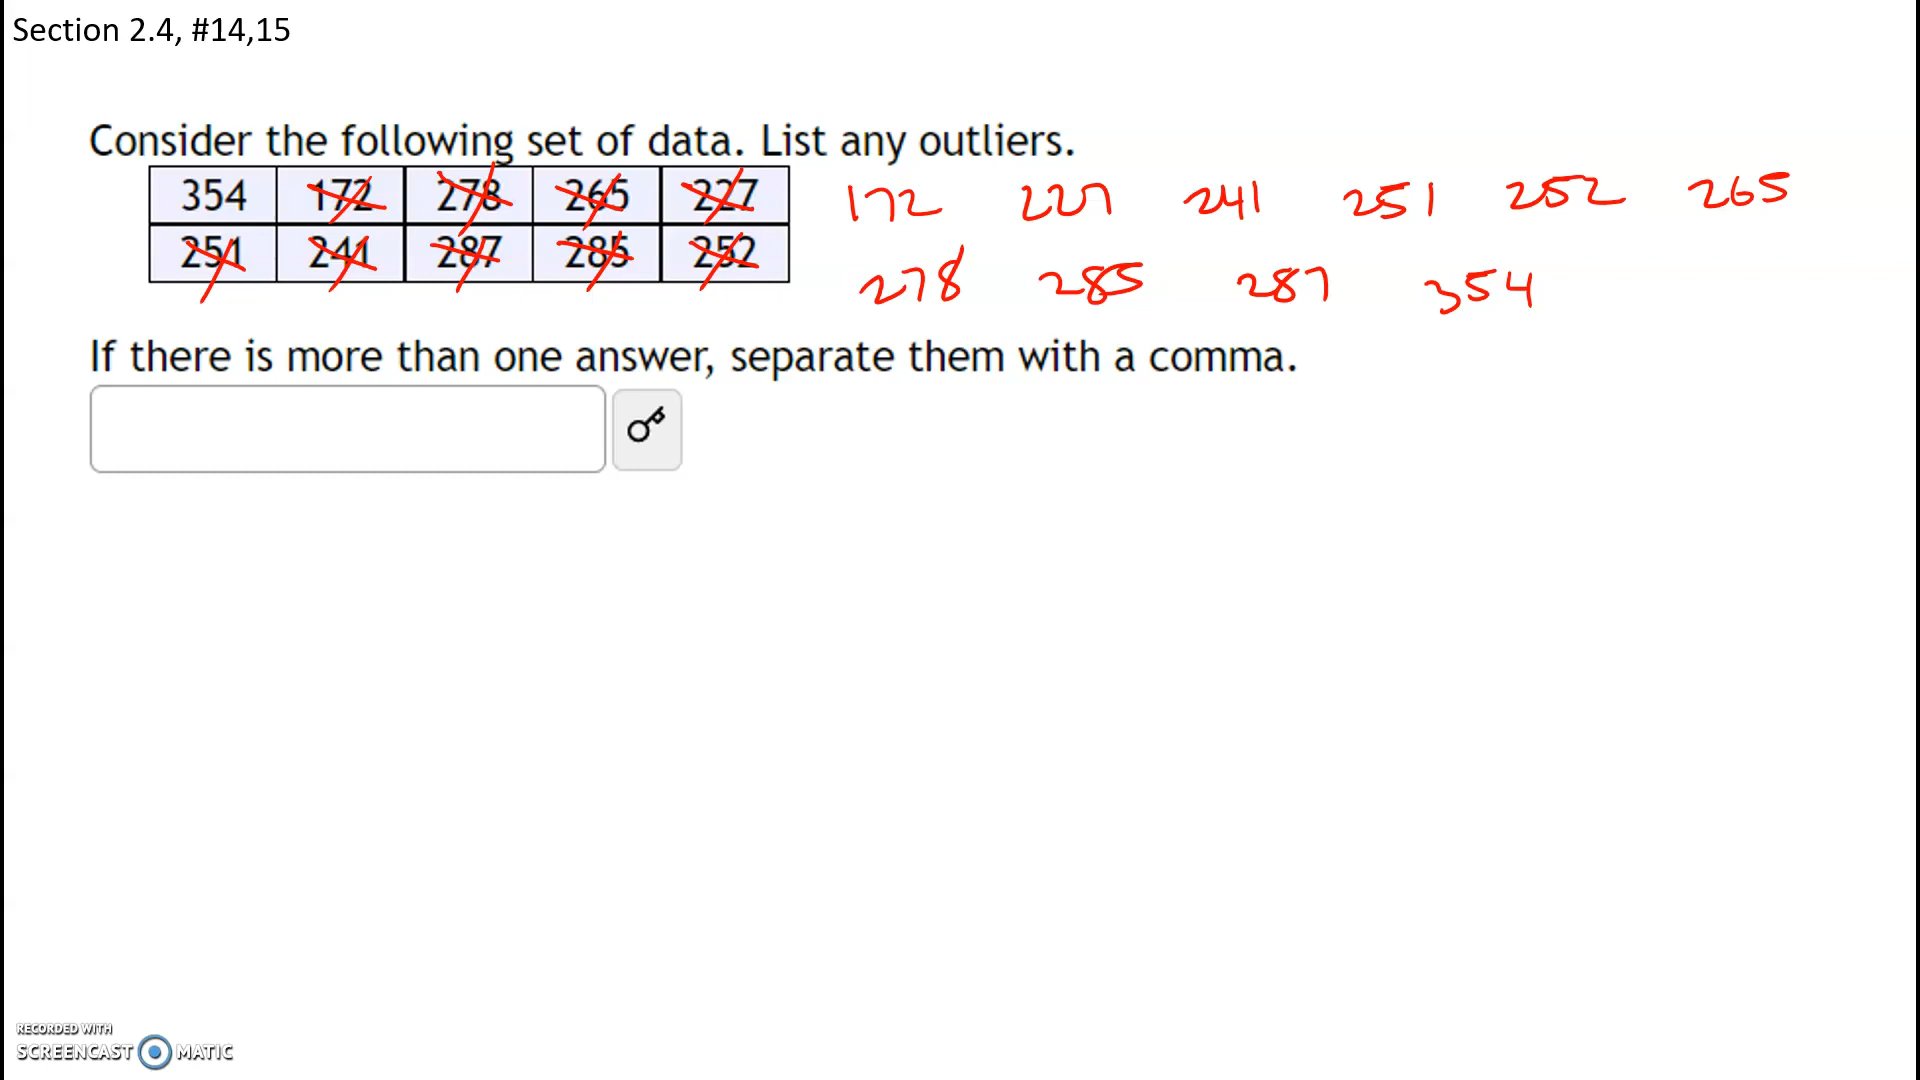 Section 2.4, #14,15
Consider the following set of data. List any outliers.
354 172 278 265 227
251 241 287 285 252
172 227 241 251 252 265
278 285 287 354
If there is more than one answer, separate them with a comma.
RECORDED WITH
SCREENCAST MATIC